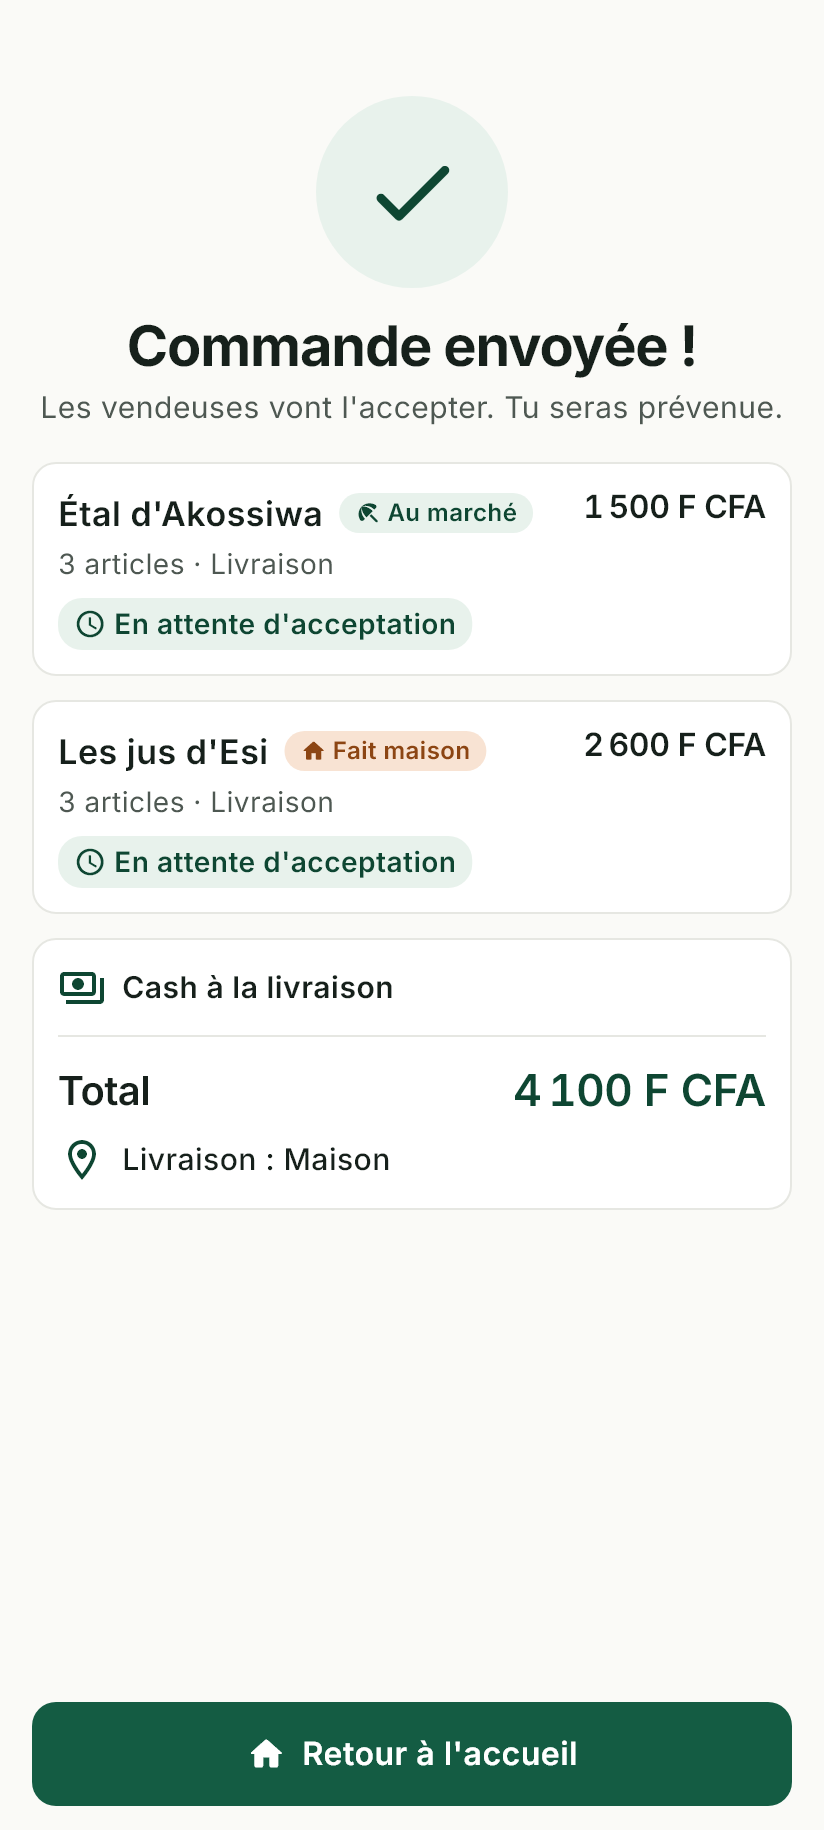 Commande envoyée !
Les vendeuses vont l'accepter. Tu seras prévenue.
Étal d'Akossiwa Au marché 1 500 F CFA
3 articles · Livraison
En attente d'acceptation
Les jus d'Esi Fait maison 2 600 F CFA
3 articles · Livraison
En attente d'acceptation
Cash à la livraison
Total 4 100 F CFA
Livraison : Maison
Retour à l'accueil